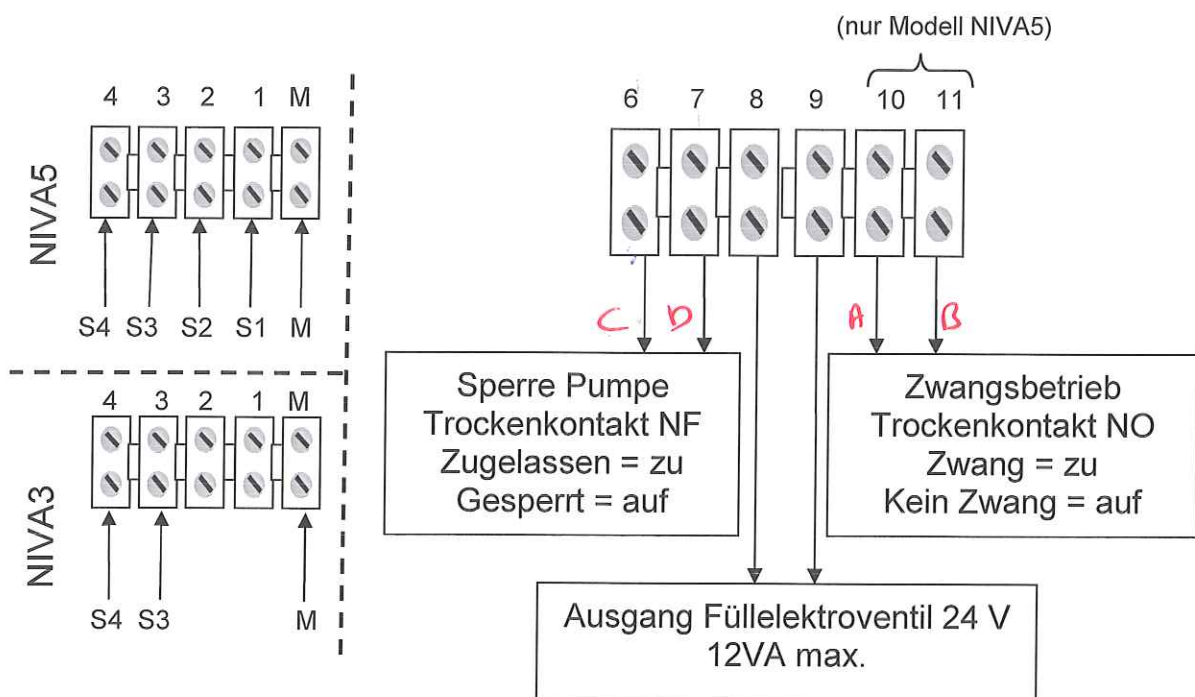 (nur Modell NIVA5)
4 3 2 1 M
6 7 8 9 10 11
NIVA5
S4 S3 S2 S1 M
C D A B
4 3 2 1 M
NIVA3
S4 S3 M
Sperre Pumpe
Trockenkontakt NF
Zugelassen = zu
Gesperrt = auf
Zwangsbetrieb
Trockenkontakt NO
Zwang = zu
Kein Zwang = auf
Ausgang Füllelektroventil 24 V
12VA max.